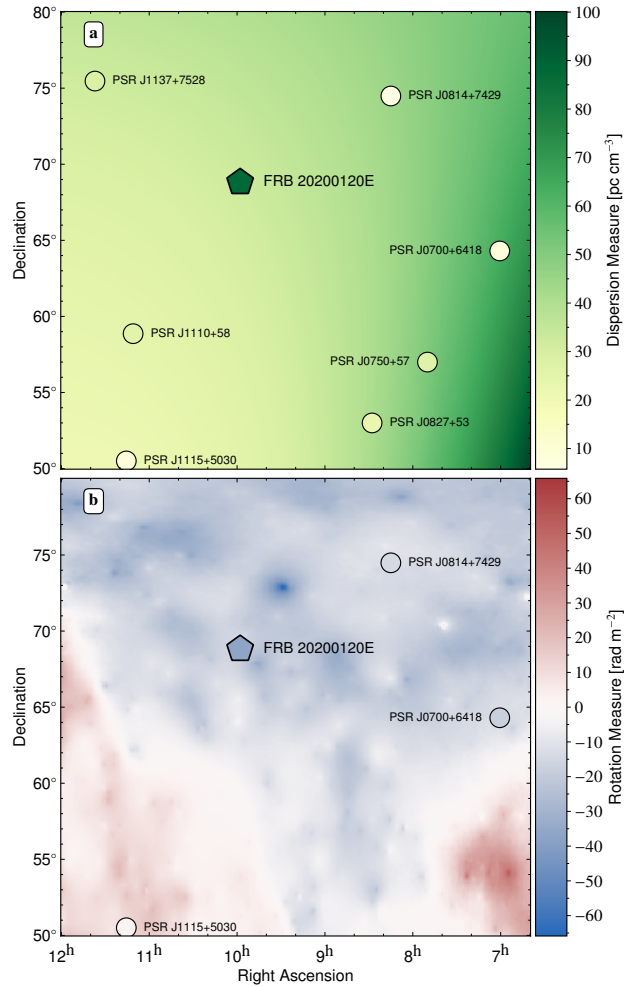 a
80°
75°
70°
65°
60°
55°
50°
Declination
PSR J1137+7528
PSR J0814+7429
FRB 20200120E
PSR J0700+6418
PSR J1110+58
PSR J0750+57
PSR J0827+53
PSR J1115+5030
100
90
80
70
60
50
40
30
20
10
Dispersion Measure [pc cm⁻³]
b
75°
70°
65°
60°
55°
50°
Declination
PSR J0814+7429
FRB 20200120E
PSR J0700+6418
PSR J1115+5030
12ʰ 11ʰ 10ʰ 9ʰ 8ʰ 7ʰ
Right Ascension
60
50
40
30
20
10
0
−10
−20
−30
−40
−50
−60
Rotation Measure [rad m⁻²]